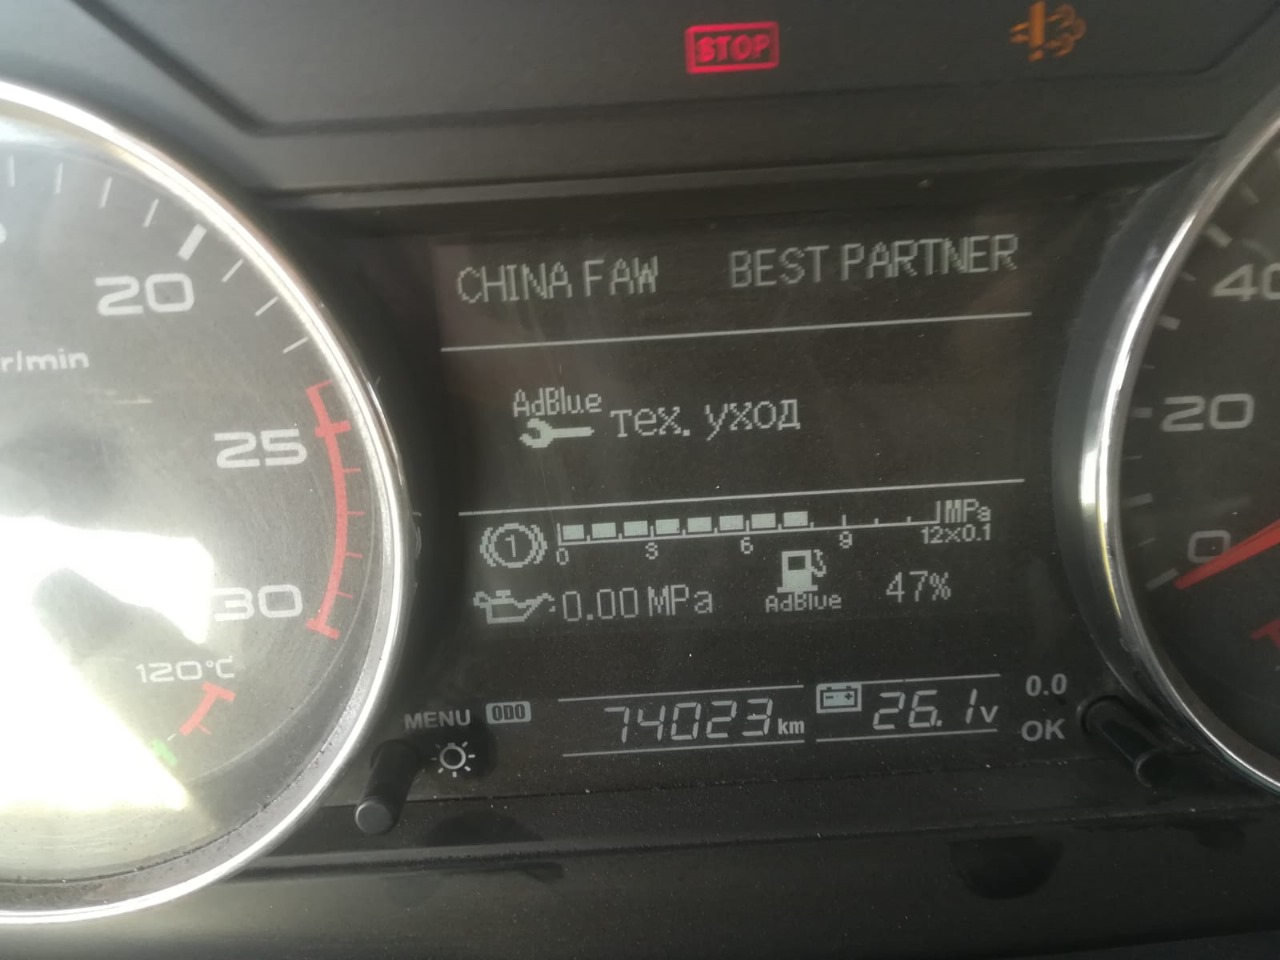 STOP
CHINA FAW BEST PARTNER
AdBlue тех. уход
20
r/min
25
30
120°C
40
20
0
1
MPa
0 3 6 9 12×0.1
0.00 MPa
AdBlue
47%
MENU ODO 74023 km
26.1 v
0.0
OK